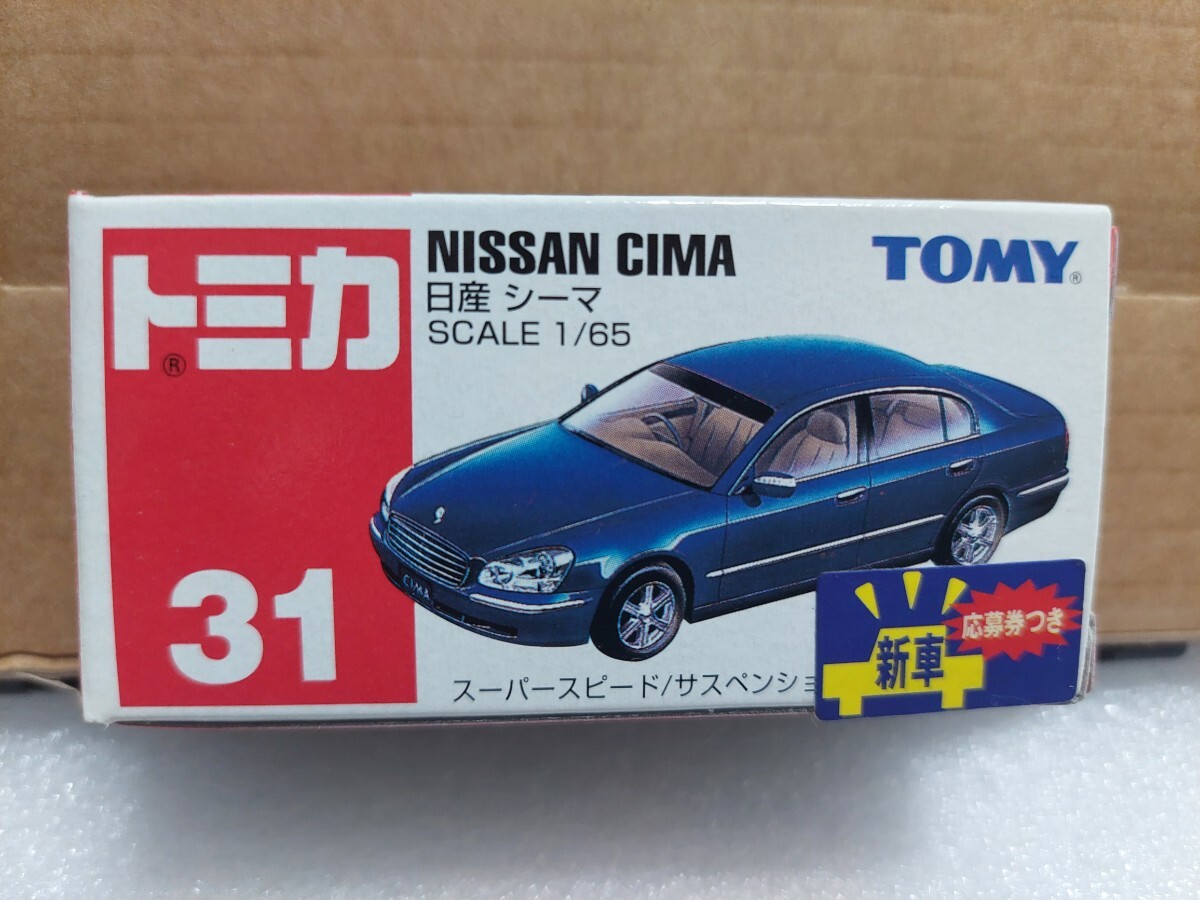 トミカ®
31
NISSAN CIMA
日産 シーマ
SCALE 1/65
TOMY®
CIMA
スーパースピード/サスペンショ
新車
応募券つき